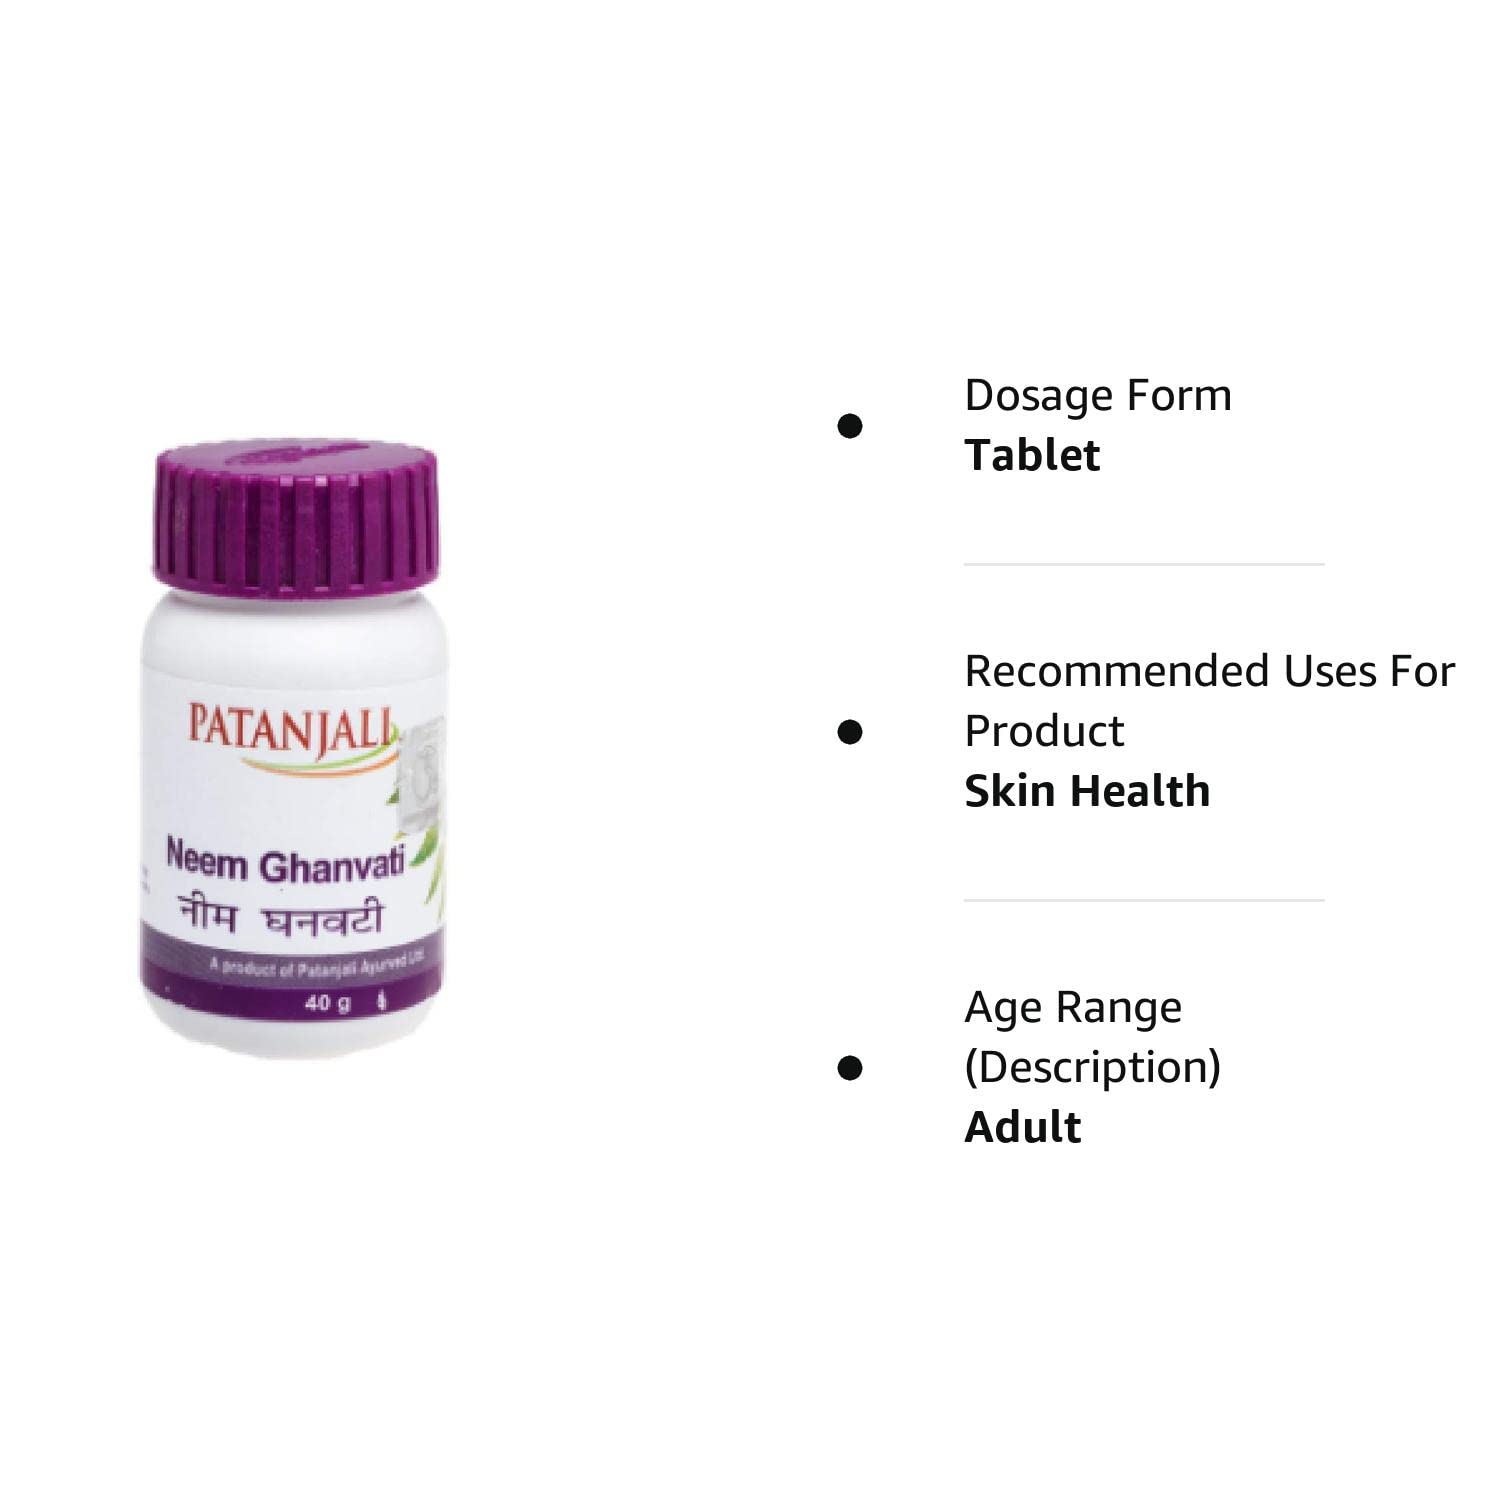 PATANJALI
Neem Ghanvati
नीम घनवटी
A product of Patanjali Ayurved Ltd.
40 g
Dosage Form
Tablet
Recommended Uses For
Product
Skin Health
Age Range
(Description)
Adult